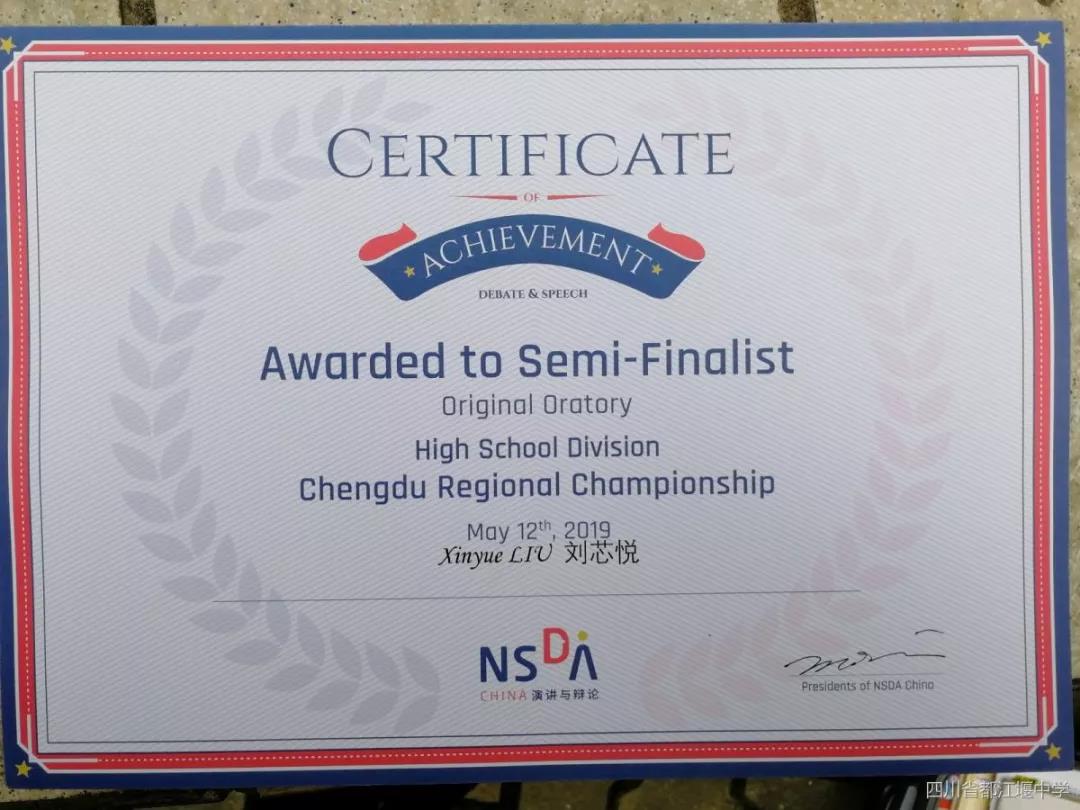 CERTIFICATE
OF
ACHIEVEMENT
DEBATE & SPEECH
Awarded to Semi-Finalist
Original Oratory
High School Division
Chengdu Regional Championship
May 12th, 2019
Xinyue LIU 刘芯悦
NSDA
CHINA 演讲与辩论
Presidents of NSDA China
四川省都江堰中学